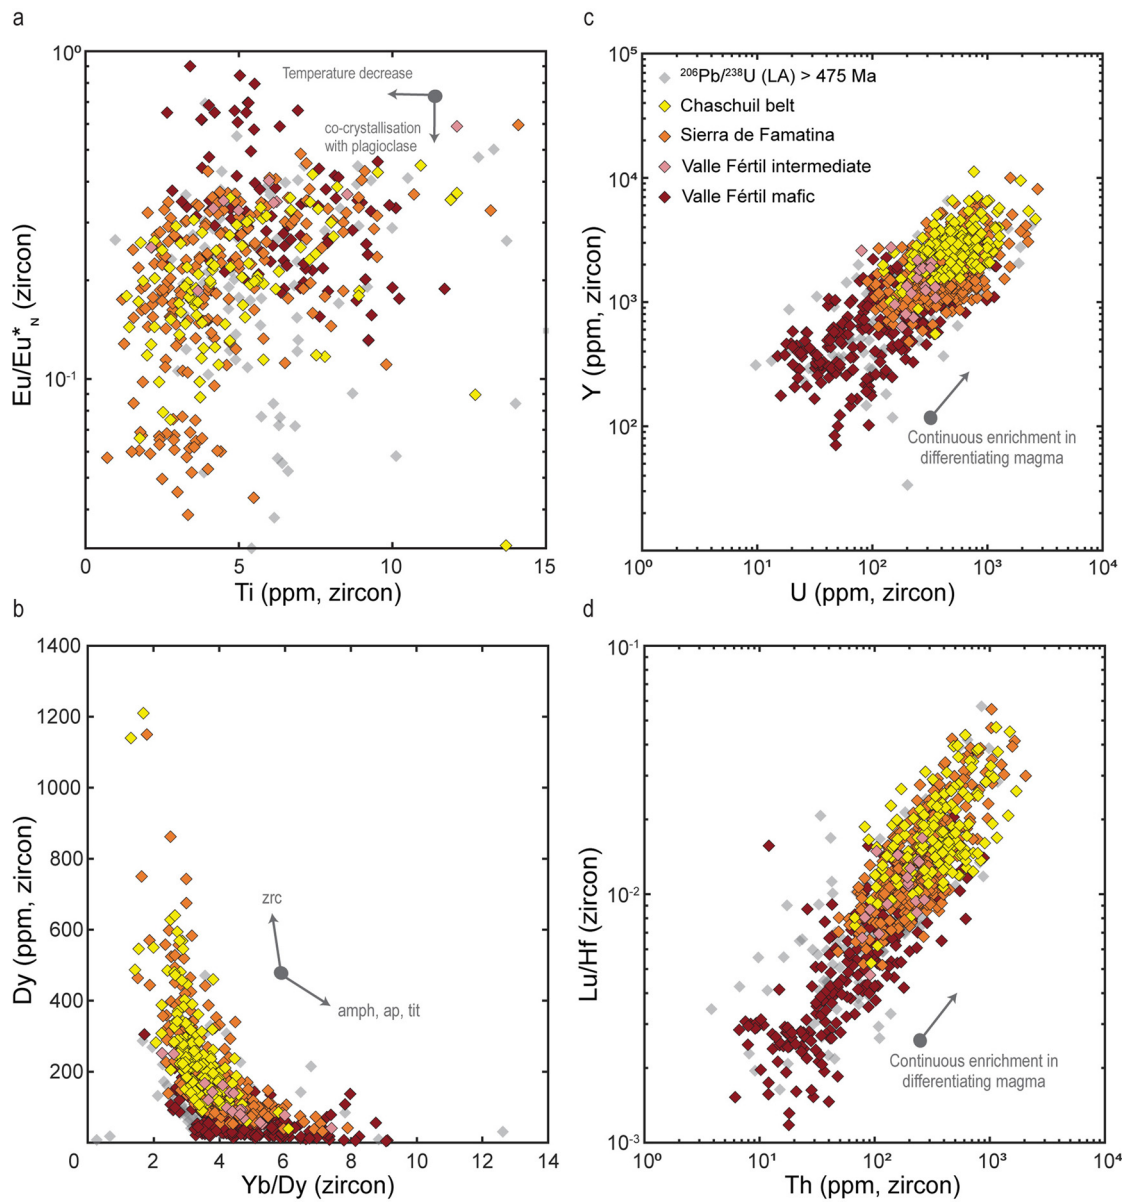 a
10⁰
Eu/Eu*N (zircon)
10⁻¹
Temperature decrease
co-crystallisation
with plagioclase
0
5
10
15
Ti (ppm, zircon)
c
10⁵
10⁴
10³
10²
Y (ppm, zircon)
²⁰⁶Pb/²³⁸U (LA) > 475 Ma
Chaschuil belt
Sierra de Famatina
Valle Fértil intermediate
Valle Fértil mafic
Continuous enrichment in
differentiating magma
10⁰
10¹
10²
10³
10⁴
U (ppm, zircon)
b
1400
1200
1000
800
600
400
200
Dy (ppm, zircon)
zrc
amph, ap, tit
0
2
4
6
8
10
12
14
Yb/Dy (zircon)
d
10⁻¹
10⁻²
10⁻³
Lu/Hf (zircon)
Continuous enrichment in
differentiating magma
10⁰
10¹
10²
10³
10⁴
Th (ppm, zircon)